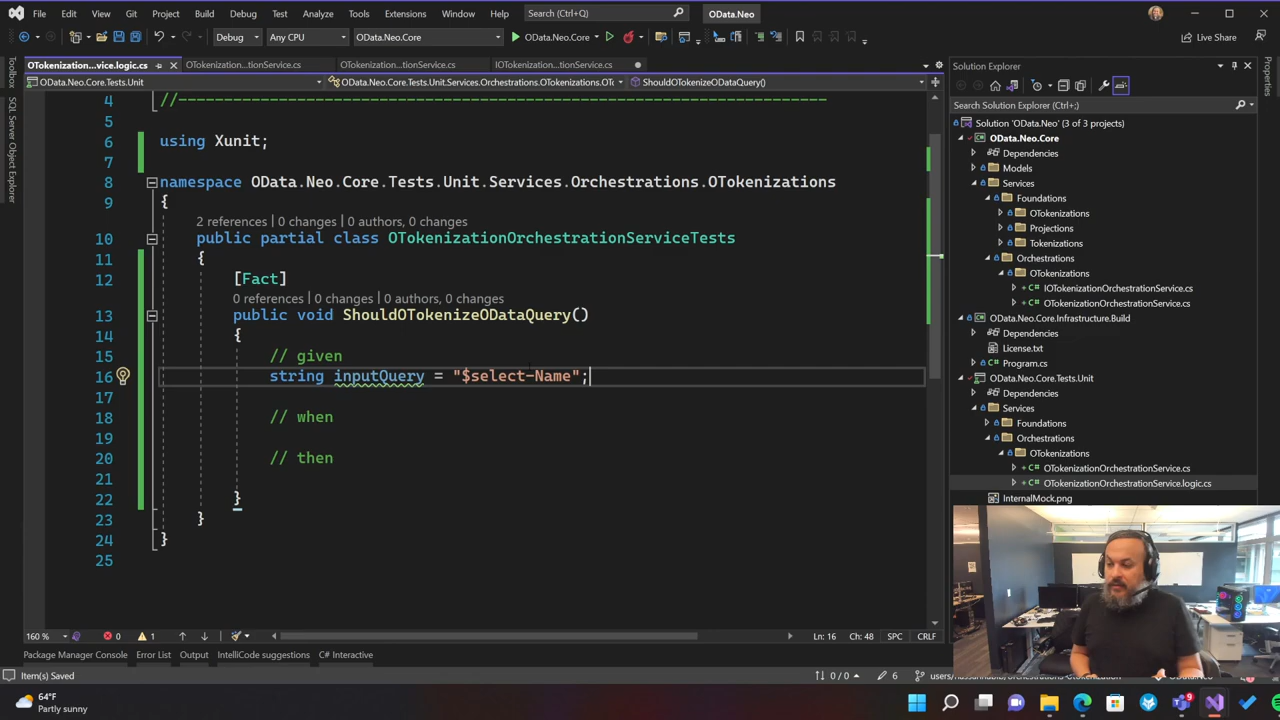 File Edit View Git Project Build Debug Test Analyze Tools Extensions Window Help Search (Ctrl+;) OData.Neo
Debug Any CPU OData.Neo.Core OData.Neo.Core Live Share
OTokenization...vice.logic.cs OTokenizationOrchestr...tionService.cs
OData.Neo.Core.Tests.Unit OData.Neo.Core.Tests.Unit.Services.Orchestrations.OTokenizations.OTo ShouldOTokenizeODataQuery()
4 //---------------------------------------------------------------
5
6 using Xunit;
7
8 namespace OData.Neo.Core.Tests.Unit.Services.Orchestrations.OTokenizations
9 {
2 references | 0 changes | 0 authors, 0 changes
10 public partial class OTokenizationOrchestrationServiceTests
11 {
12 [Fact]
0 references | 0 changes | 0 authors, 0 changes
13 public void ShouldOTokenizeODataQuery()
14 {
15 // given
16 string inputQuery = "$select-Name";
17
18 // when
19
20 // then
21
22 }
23 }
24 }
25
160 % 0 1 Ln: 16 Ch: 48 SPC CRLF
Package Manager Console Error List Output IntelliCode suggestions C# Interactive
Item(s) Saved 0 / 0 6
64°F
Partly sunny
Toolbox
SQL Server Object Explorer
Properties
Solution Explorer
Search Solution Explorer (Ctrl+;)
Solution 'OData.Neo' (3 of 3 projects)
OData.Neo.Core
Dependencies
Models
Services
Foundations
OTokenizations
Projections
Tokenizations
Orchestrations
OTokenizations
IOTokenizationOrchestrationService.cs
OTokenizationOrchestrationService.cs
OData.Neo.Core.Infrastructure.Build
Dependencies
License.txt
Program.cs
OData.Neo.Core.Tests.Unit
Dependencies
Services
Foundations
Orchestrations
OTokenizations
OTokenizationOrchestrationService.cs
OTokenizationOrchestrationService.logic.cs
InternalMock.png